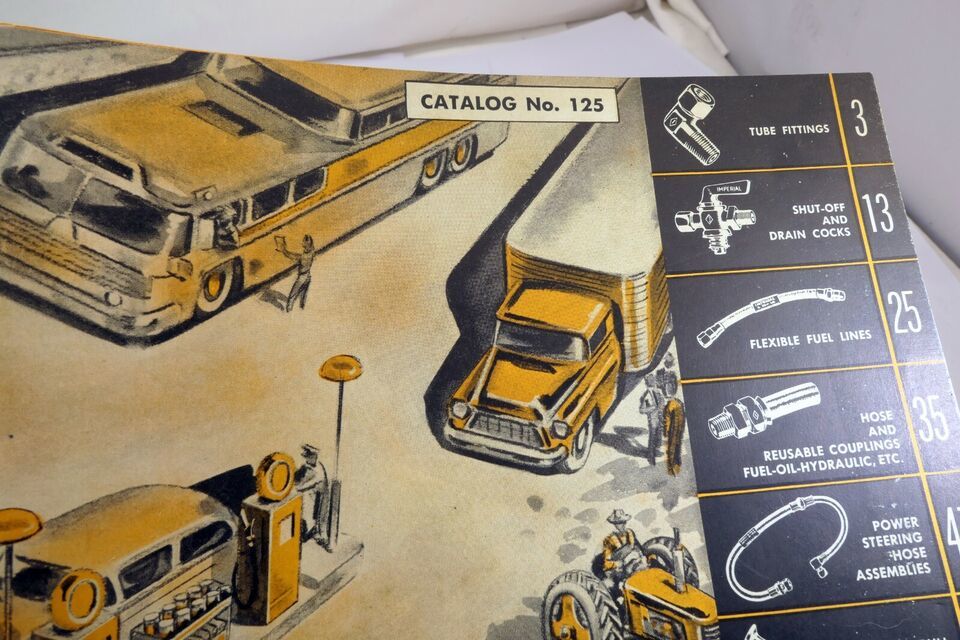 CATALOG No. 125
TUBE FITTINGS
3
IMPERIAL
SHUT-OFF
AND
DRAIN COCKS
13
FLEXIBLE FUEL LINES
25
HOSE
AND
REUSABLE COUPLINGS
FUEL-OIL-HYDRAULIC, ETC.
35
POWER
STEERING
HOSE
ASSEMBLIES